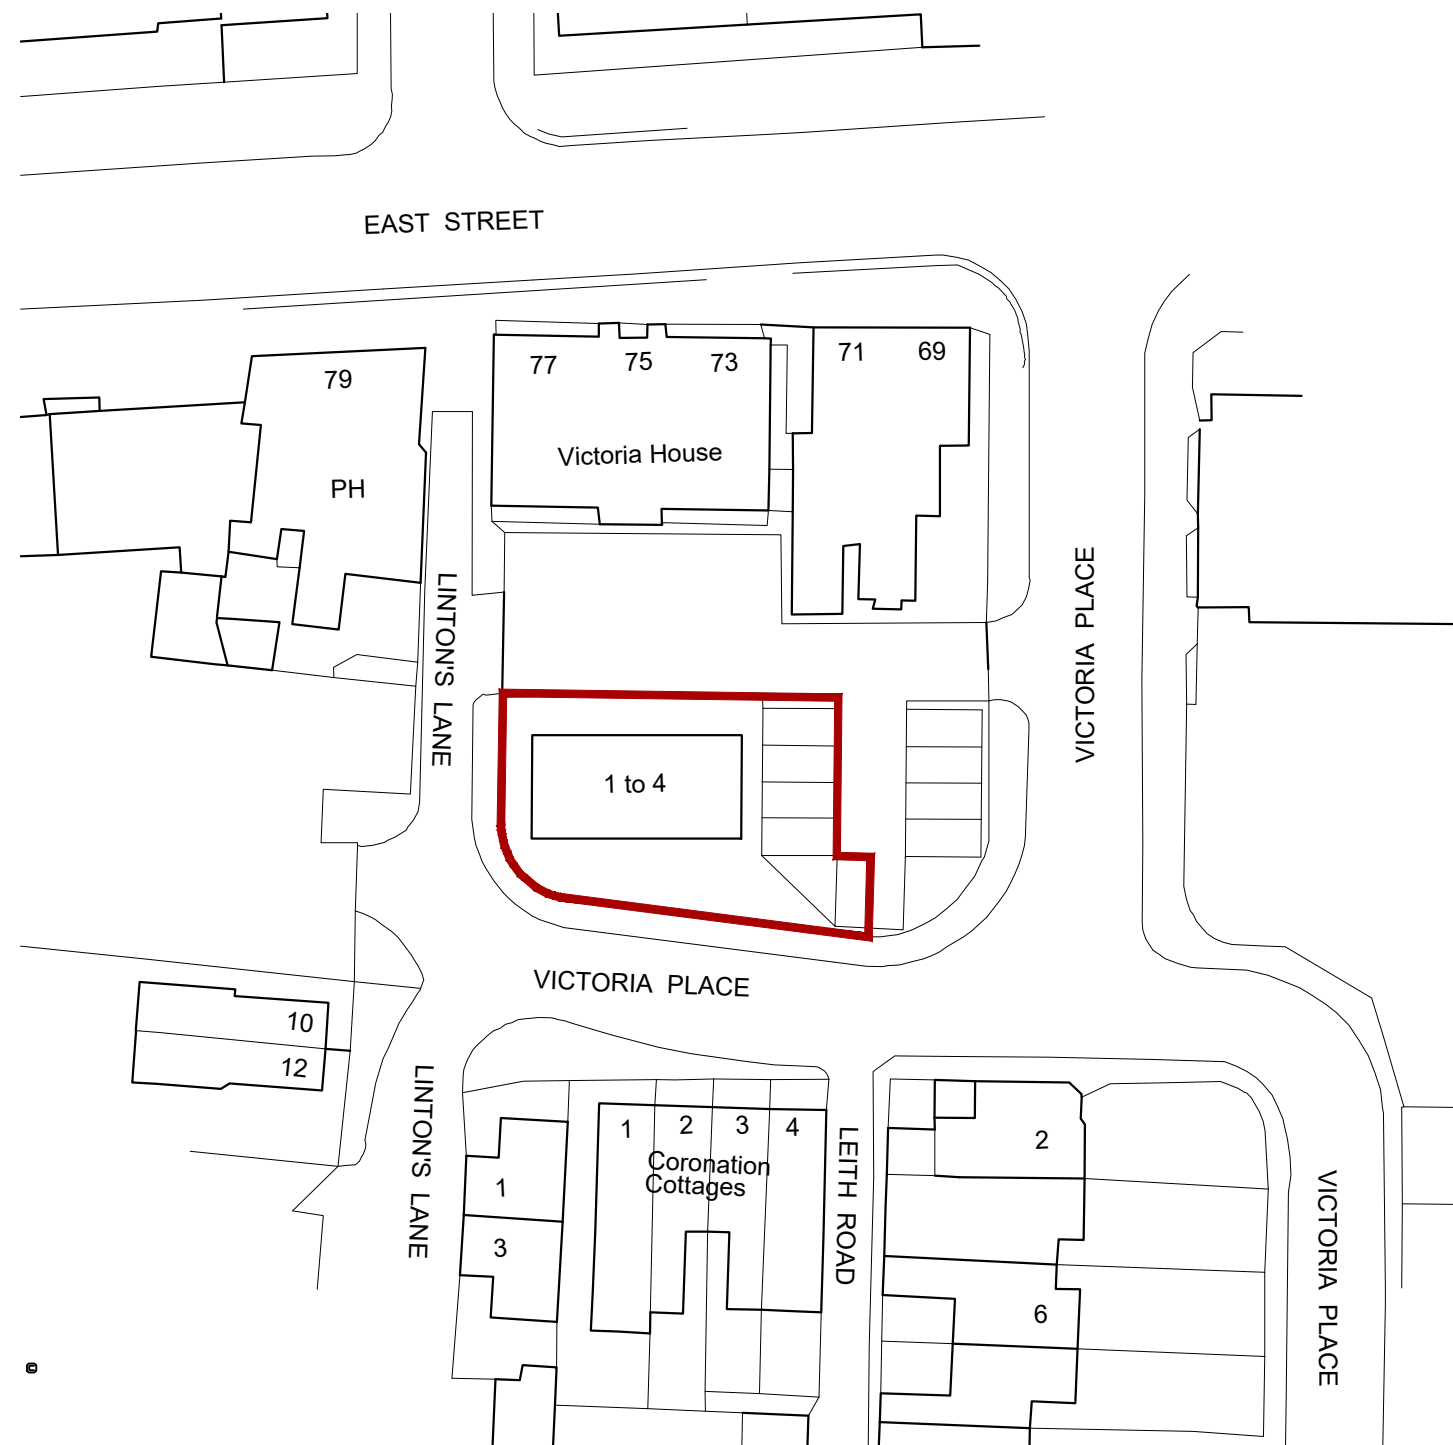 EAST STREET
79
77
75
73
71
69
Victoria House
PH
LINTON'S LANE
VICTORIA PLACE
1 to 4
VICTORIA PLACE
10
12
LINTON'S LANE
1
2
3
4
Coronation
Cottages
1
3
LEITH ROAD
2
6
VICTORIA PLACE